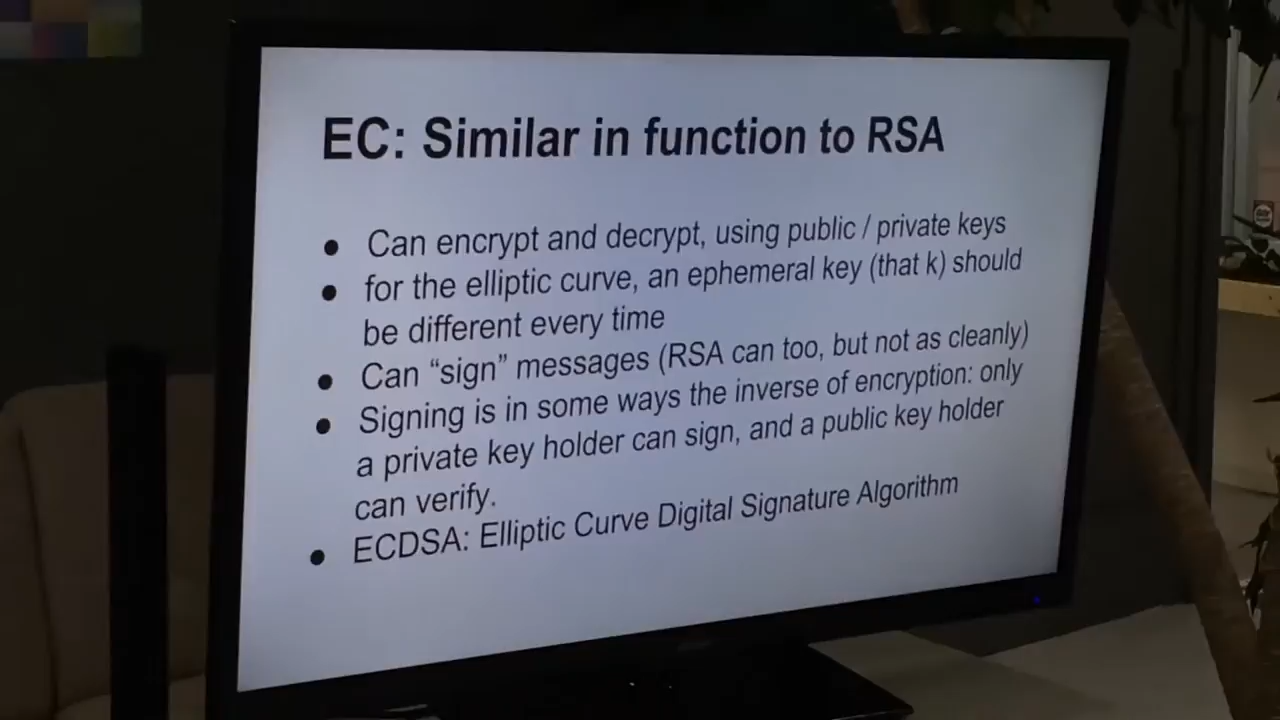 EC: Similar in function to RSA
● Can encrypt and decrypt, using public / private keys
● for the elliptic curve, an ephemeral key (that k) should
be different every time
● Can “sign” messages (RSA can too, but not as cleanly)
● Signing is in some ways the inverse of encryption: only
a private key holder can sign, and a public key holder
can verify.
● ECDSA: Elliptic Curve Digital Signature Algorithm